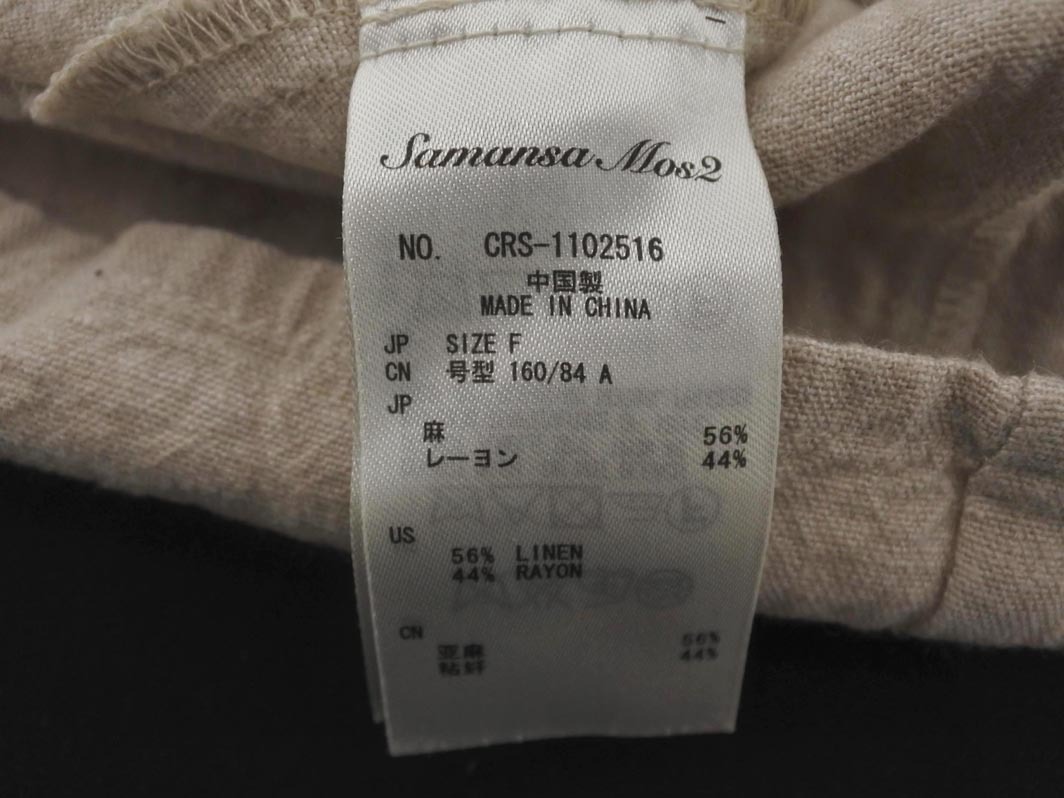 Samansa Mos2
NO. CRS-1102516
中国製
MADE IN CHINA
JP SIZE F
CN 号型 160/84 A
JP
麻 56%
レーヨン 44%
US
56% LINEN
44% RAYON
CN
亚麻 56%
粘纤 44%